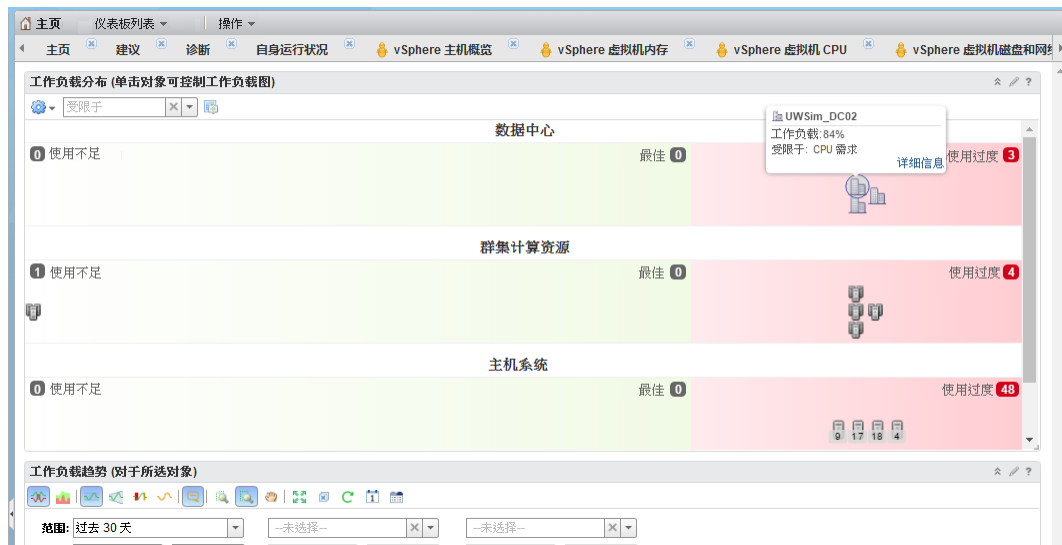 主页 仪表板列表 操作
主页 建议 诊断 自身运行状况 vSphere 主机概览 vSphere 虚拟机内存 vSphere 虚拟机 CPU vSphere 虚拟机磁盘和网络
工作负载分布 (单击对象可控制工作负载图) ?
受限于
数据中心
UWSim_DC02
工作负载:84%
受限于: CPU 需求
详细信息
0 使用不足 最佳 0 使用过度 3
群集计算资源
1 使用不足 最佳 0 使用过度 4
主机系统
0 使用不足 最佳 0 使用过度 48
9 17 18 4
工作负载趋势 (对于所选对象) ?
范围: 过去 30 天 --未选择-- --未选择--